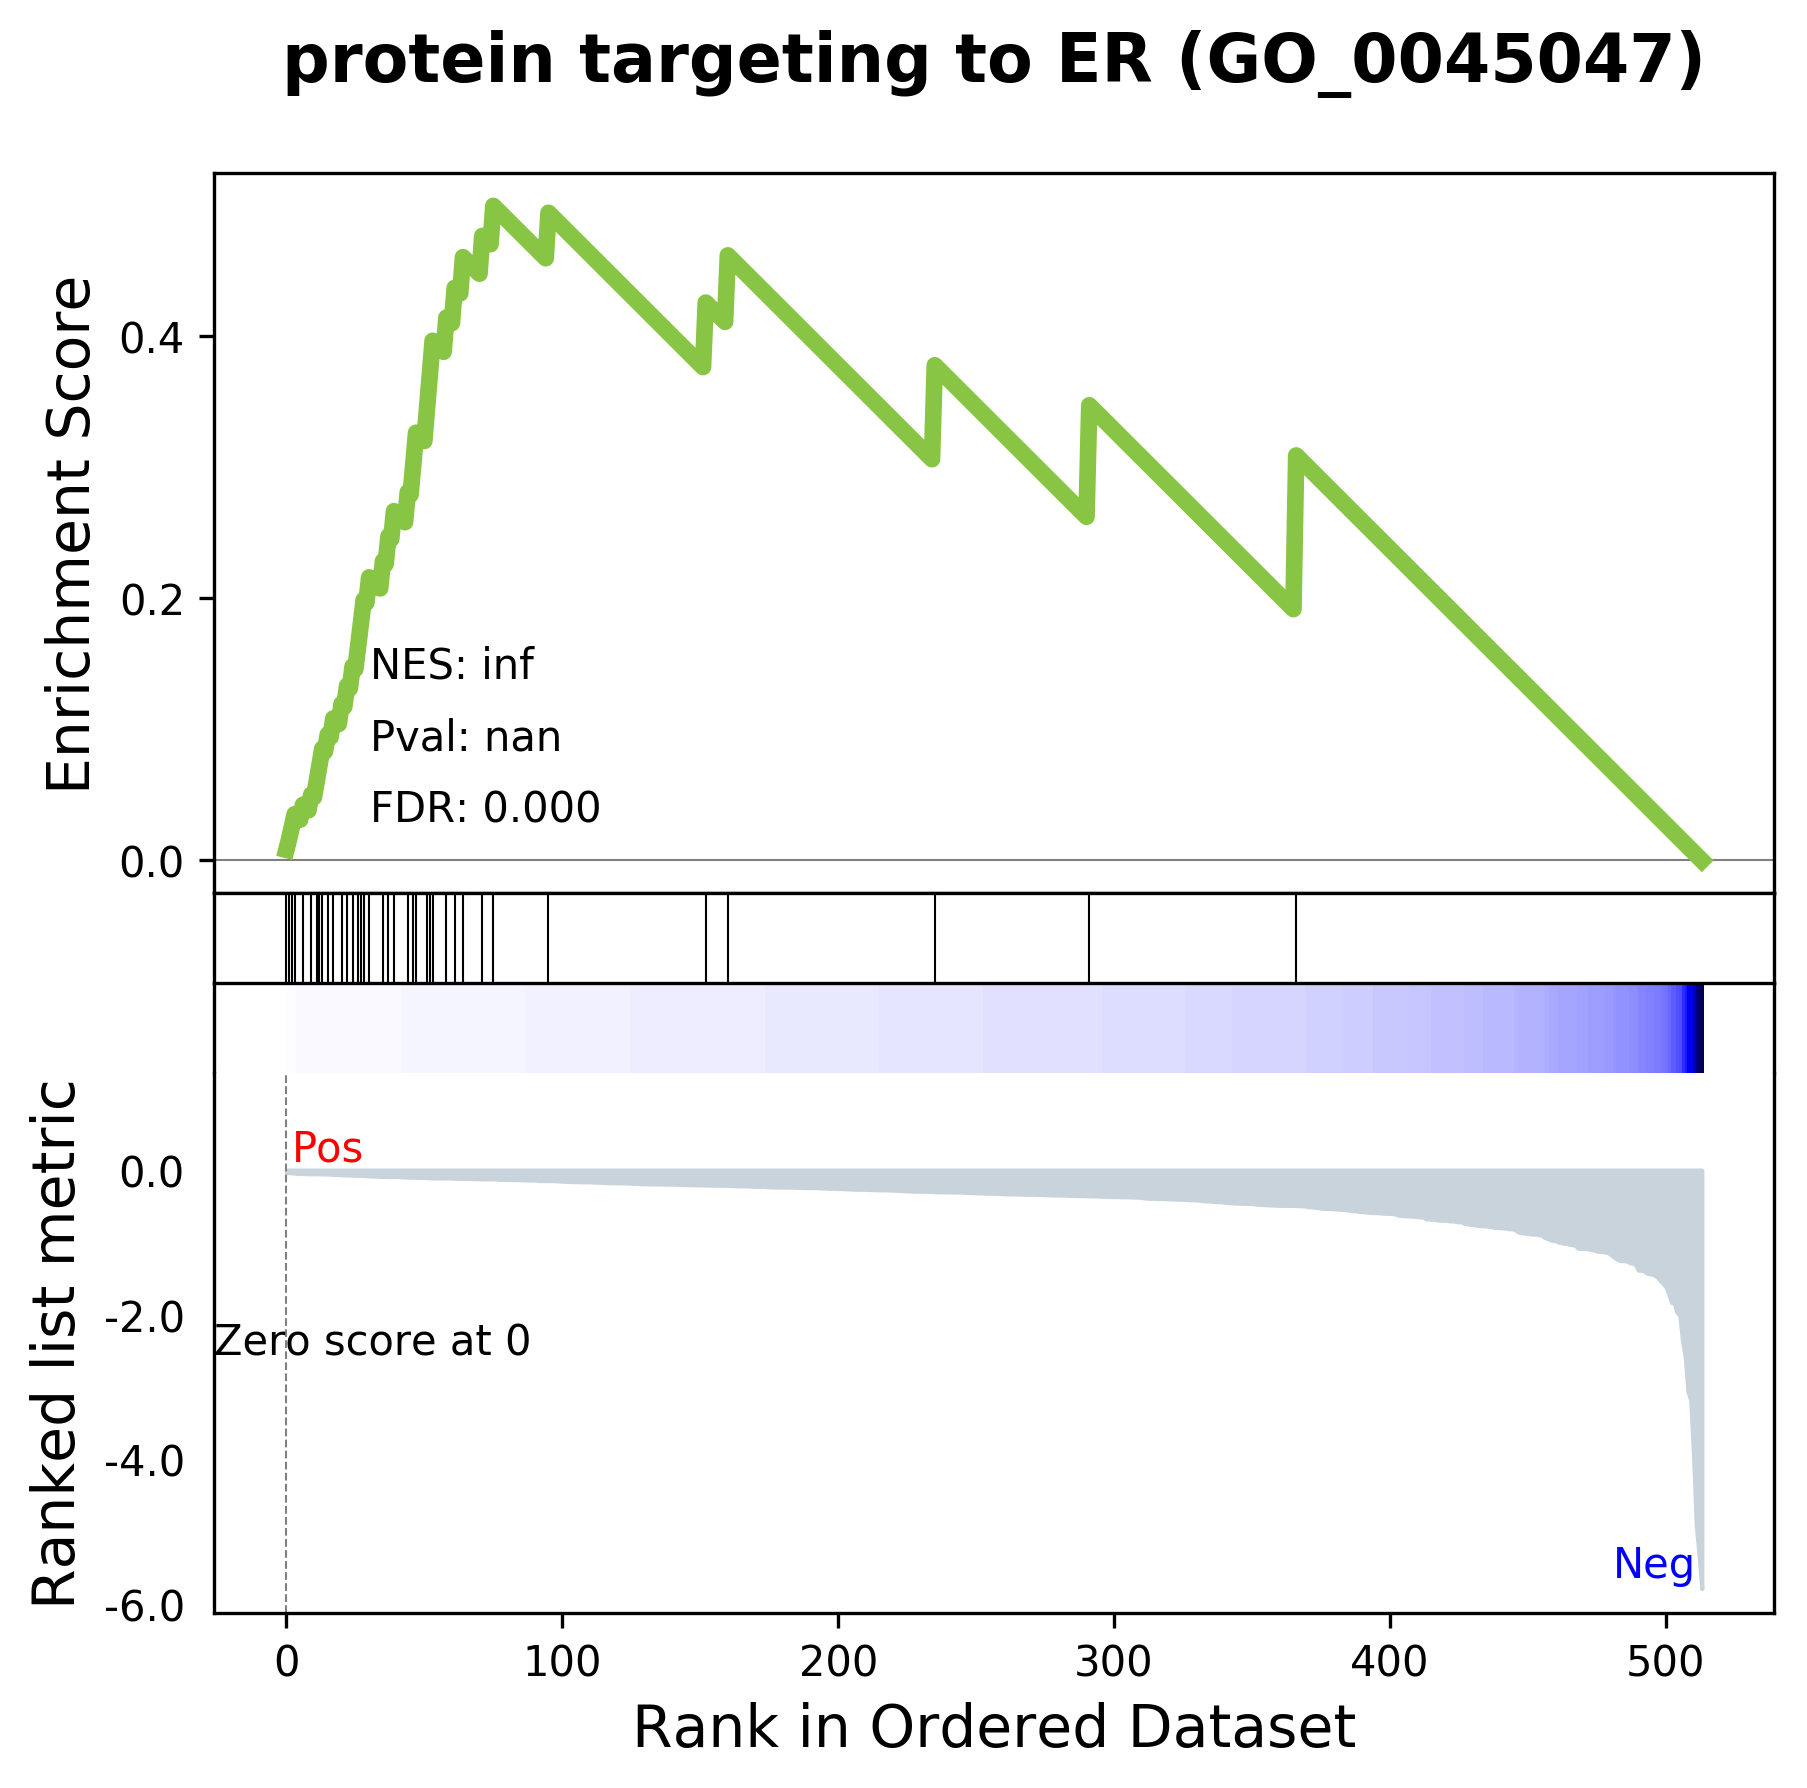 protein targeting to ER (GO_0045047)
Enrichment Score
0.4
0.2
0.0
NES: inf
Pval: nan
FDR: 0.000
Ranked list metric
0.0
-2.0
-4.0
-6.0
Pos
Zero score at 0
Neg
0 100 200 300 400 500
Rank in Ordered Dataset